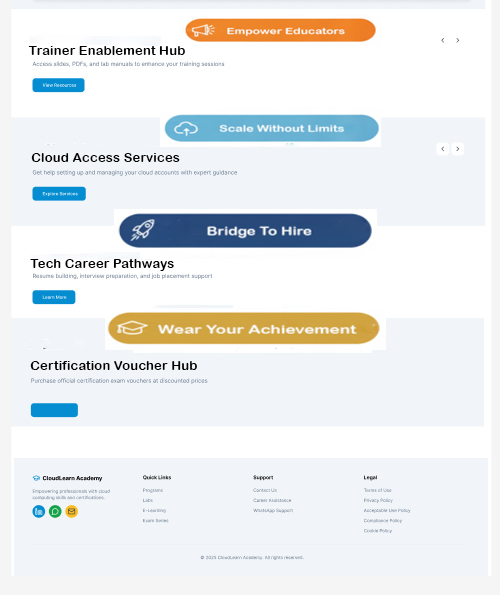 Empower Educators
Trainer Enablement Hub
Access slides, PDFs, and lab manuals to enhance your training sessions
View Resources
Scale Without Limits
Cloud Access Services
Get help setting up and managing your cloud accounts with expert guidance
Explore Services
Bridge To Hire
Tech Career Pathways
Resume building, interview preparation, and job placement support
Learn More
Wear Your Achievement
Certification Voucher Hub
Purchase official certification exam vouchers at discounted prices
CloudLearn Academy
Empowering professionals with cloud
computing skills and certifications.
Quick Links
Programs
Labs
E-Learning
Exam Series
Support
Contact Us
Career Assistance
WhatsApp Support
Legal
Terms of Use
Privacy Policy
Acceptable Use Policy
Compliance Policy
Cookie Policy
© 2025 CloudLearn Academy. All rights reserved.